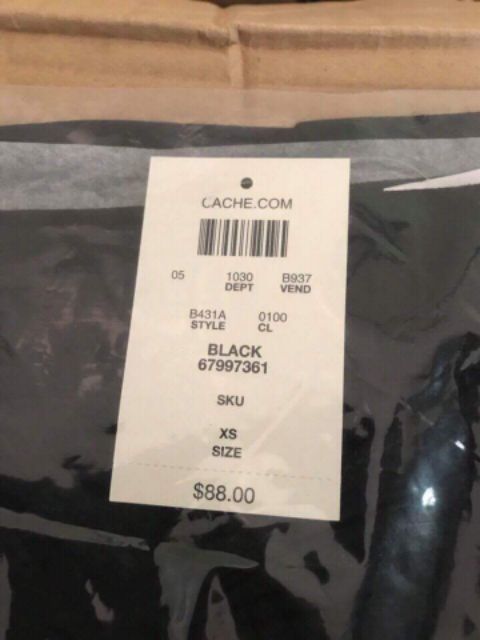 CACHE.COM
05 1030 B937
DEPT VEND
B431A 0100
STYLE CL
BLACK
67997361
SKU
XS
SIZE
$88.00